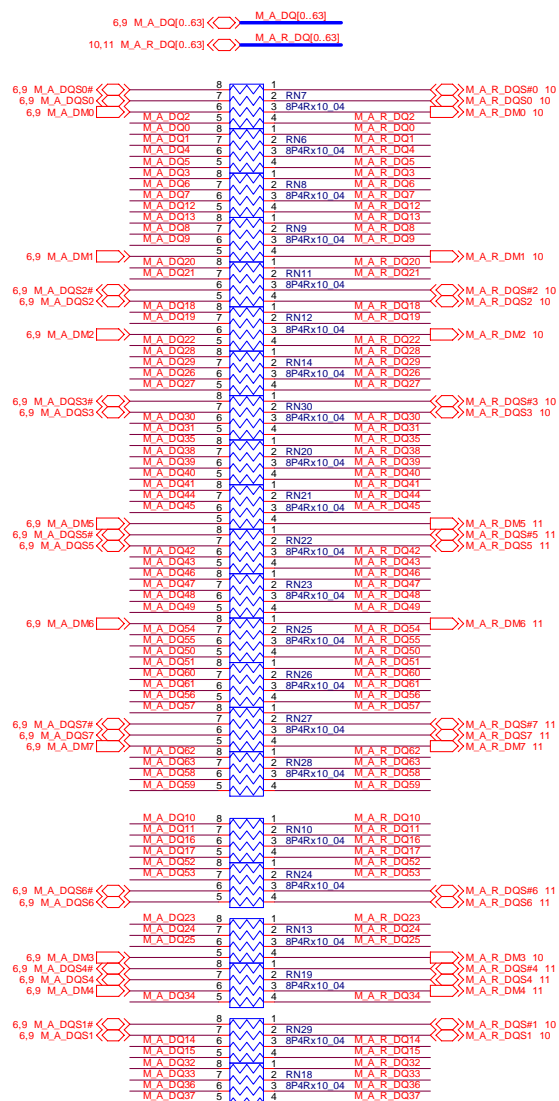 6,9 M_A_DQ[0..63] M_A_DQ[0..63]
10,11 M_A_R_DQ[0..63] M_A_R_DQ[0..63]
6,9 M_A_DQS0# 8 1 M_A_R_DQS#0 10
6,9 M_A_DQS0 7 2 RN7 M_A_R_DQS0 10
6,9 M_A_DM0 6 3 8P4Rx10_04 M_A_R_DM0 10
M_A_DQ2 5 4 M_A_R_DQ2
M_A_DQ0 8 1 M_A_R_DQ0
M_A_DQ1 7 2 RN6 M_A_R_DQ1
M_A_DQ4 6 3 8P4Rx10_04 M_A_R_DQ4
M_A_DQ5 5 4 M_A_R_DQ5
M_A_DQ3 8 1 M_A_R_DQ3
M_A_DQ6 7 2 RN8 M_A_R_DQ6
M_A_DQ7 6 3 8P4Rx10_04 M_A_R_DQ7
M_A_DQ12 5 4 M_A_R_DQ12
M_A_DQ13 8 1 M_A_R_DQ13
M_A_DQ8 7 2 RN9 M_A_R_DQ8
M_A_DQ9 6 3 8P4Rx10_04 M_A_R_DQ9
6,9 M_A_DM1 5 4 M_A_R_DM1 10
M_A_DQ20 8 1 M_A_R_DQ20
M_A_DQ21 7 2 RN11 M_A_R_DQ21
6,9 M_A_DQS2# 6 3 8P4Rx10_04 M_A_R_DQS#2 10
6,9 M_A_DQS2 5 4 M_A_R_DQS2 10
M_A_DQ18 8 1 M_A_R_DQ18
M_A_DQ19 7 2 RN12 M_A_R_DQ19
6,9 M_A_DM2 6 3 8P4Rx10_04 M_A_R_DM2 10
M_A_DQ22 5 4 M_A_R_DQ22
M_A_DQ28 8 1 M_A_R_DQ28
M_A_DQ29 7 2 RN14 M_A_R_DQ29
M_A_DQ26 6 3 8P4Rx10_04 M_A_R_DQ26
M_A_DQ27 5 4 M_A_R_DQ27
6,9 M_A_DQS3# 8 1 M_A_R_DQS#3 10
6,9 M_A_DQS3 7 2 RN30 M_A_R_DQS3 10
M_A_DQ30 6 3 8P4Rx10_04 M_A_R_DQ30
M_A_DQ31 5 4 M_A_R_DQ31
M_A_DQ35 8 1 M_A_R_DQ35
M_A_DQ38 7 2 RN20 M_A_R_DQ38
M_A_DQ39 6 3 8P4Rx10_04 M_A_R_DQ39
M_A_DQ40 5 4 M_A_R_DQ40
M_A_DQ41 8 1 M_A_R_DQ41
M_A_DQ44 7 2 RN21 M_A_R_DQ44
M_A_DQ45 6 3 8P4Rx10_04 M_A_R_DQ45
6,9 M_A_DM5 5 4 M_A_R_DM5 11
6,9 M_A_DQS5# 8 1 M_A_R_DQS#5 11
6,9 M_A_DQS5 7 2 RN22 M_A_R_DQS5 11
M_A_DQ42 6 3 8P4Rx10_04 M_A_R_DQ42
M_A_DQ43 5 4 M_A_R_DQ43
M_A_DQ46 8 1 M_A_R_DQ46
M_A_DQ47 7 2 RN23 M_A_R_DQ47
M_A_DQ48 6 3 8P4Rx10_04 M_A_R_DQ48
M_A_DQ49 5 4 M_A_R_DQ49
6,9 M_A_DM6 8 1 M_A_R_DM6 11
M_A_DQ54 7 2 RN25 M_A_R_DQ54
M_A_DQ55 6 3 8P4Rx10_04 M_A_R_DQ55
M_A_DQ50 5 4 M_A_R_DQ50
M_A_DQ51 8 1 M_A_R_DQ51
M_A_DQ60 7 2 RN26 M_A_R_DQ60
M_A_DQ61 6 3 8P4Rx10_04 M_A_R_DQ61
M_A_DQ56 5 4 M_A_R_DQ56
M_A_DQ57 8 1 M_A_R_DQ57
6,9 M_A_DQS7# 7 2 RN27 M_A_R_DQS#7 11
6,9 M_A_DQS7 6 3 8P4Rx10_04 M_A_R_DQS7 11
6,9 M_A_DM7 5 4 M_A_R_DM7 11
M_A_DQ62 8 1 M_A_R_DQ62
M_A_DQ63 7 2 RN28 M_A_R_DQ63
M_A_DQ58 6 3 8P4Rx10_04 M_A_R_DQ58
M_A_DQ59 5 4 M_A_R_DQ59
M_A_DQ10 8 1 M_A_R_DQ10
M_A_DQ11 7 2 RN10 M_A_R_DQ11
M_A_DQ16 6 3 8P4Rx10_04 M_A_R_DQ16
M_A_DQ17 5 4 M_A_R_DQ17
M_A_DQ52 8 1 M_A_R_DQ52
M_A_DQ53 7 2 RN24 M_A_R_DQ53
6,9 M_A_DQS6# 6 3 8P4Rx10_04 M_A_R_DQS#6 11
6,9 M_A_DQS6 5 4 M_A_R_DQS6 11
M_A_DQ23 8 1 M_A_R_DQ23
M_A_DQ24 7 2 RN13 M_A_R_DQ24
M_A_DQ25 6 3 8P4Rx10_04 M_A_R_DQ25
6,9 M_A_DM3 5 4 M_A_R_DM3 10
6,9 M_A_DQS4# 8 1 M_A_R_DQS#4 11
6,9 M_A_DQS4 7 2 RN19 M_A_R_DQS4 11
6,9 M_A_DM4 6 3 8P4Rx10_04 M_A_R_DM4 11
M_A_DQ34 5 4 M_A_R_DQ34
6,9 M_A_DQS1# 8 1 M_A_R_DQS#1 10
6,9 M_A_DQS1 7 2 RN29 M_A_R_DQS1 10
M_A_DQ14 6 3 8P4Rx10_04 M_A_R_DQ14
M_A_DQ15 5 4 M_A_R_DQ15
M_A_DQ32 8 1 M_A_R_DQ32
M_A_DQ33 7 2 RN18 M_A_R_DQ33
M_A_DQ36 6 3 8P4Rx10_04 M_A_R_DQ36
M_A_DQ37 5 4 M_A_R_DQ37